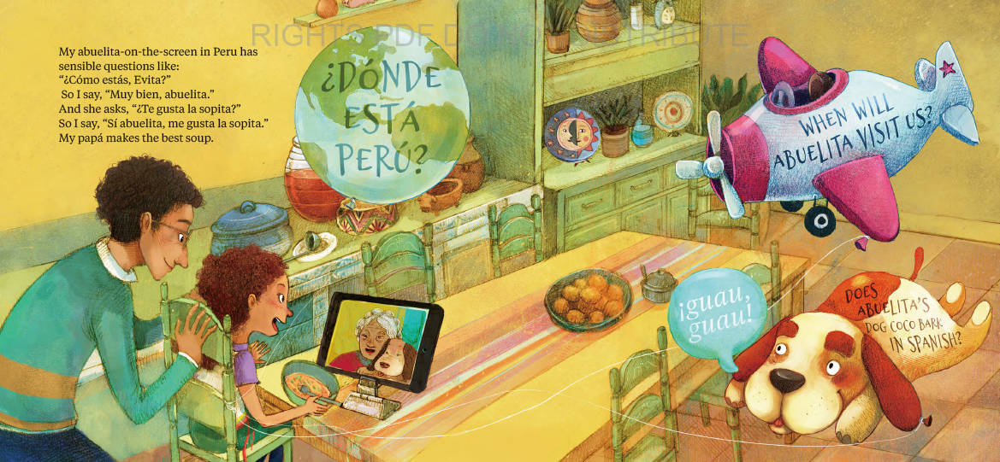 RIGHTS PDF DO NOT DISTRIBUTE
My abuelita-on-the-screen in Peru has
sensible questions like:
“¿Cómo estás, Evita?”
So I say, “Muy bien, abuelita.”
And she asks, “¿Te gusta la sopita?”
So I say, “Sí abuelita, me gusta la sopita.”
My papá makes the best soup.
¿DÓNDE
ESTÁ
PERÚ?
WHEN WILL
ABUELITA VISIT US?
¡guau,
guau!
DOES
ABUELITA'S
DOG COCO BARK
IN SPANISH?